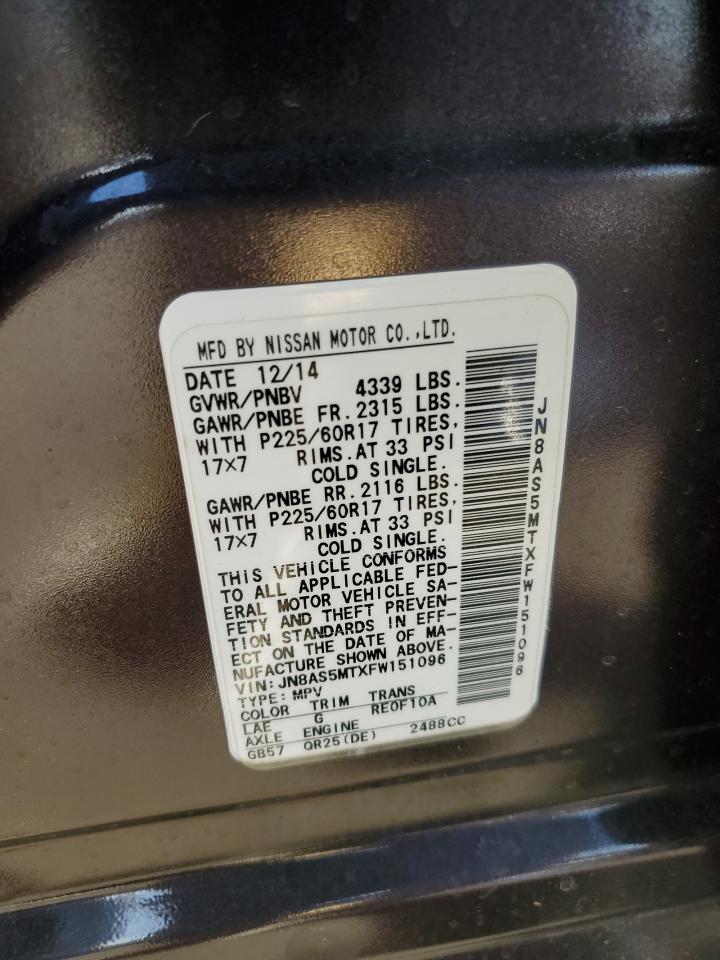 MFD BY NISSAN MOTOR CO.,LTD.
DATE 12/14
GVWR/PNBV 4339 LBS.
GAWR/PNBE FR. 2315 LBS.
WITH P225/60R17 TIRES,
17×7 RIMS.AT 33 PSI
COLD SINGLE.
GAWR/PNBE RR. 2116 LBS.
WITH P225/60R17 TIRES,
17×7 RIMS.AT 33 PSI
COLD SINGLE.
THIS VEHICLE CONFORMS
TO ALL APPLICABLE FED-
ERAL MOTOR VEHICLE SA-
FETY AND THEFT PREVEN-
TION STANDARDS IN EFF-
ECT ON THE DATE OF MA-
NUFACTURE SHOWN ABOVE.
VIN:JN8AS5MTXFW151096
TYPE:MPV
COLOR TRIM TRANS
LAE G RE0F10A
AXLE ENGINE
GB57 QR25(DE) 2488CC
JN8AS5MTXFW151096